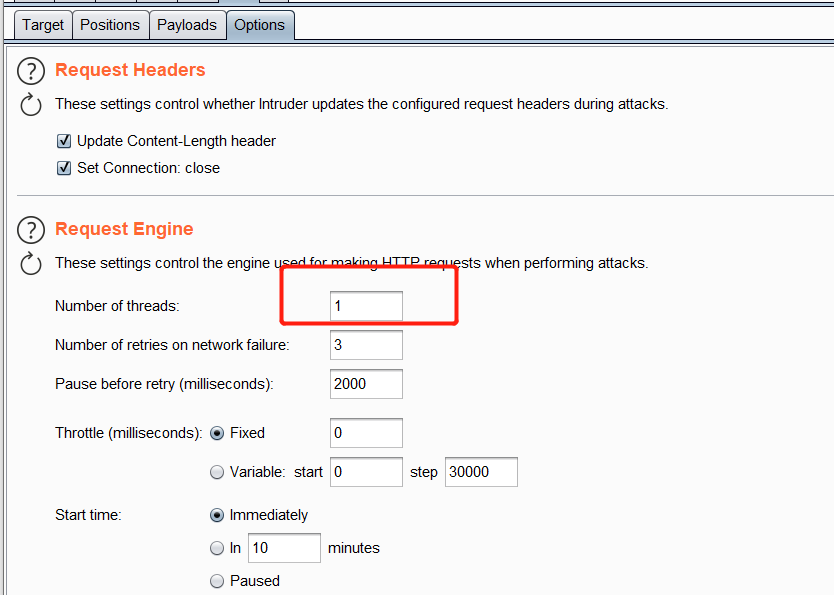 Target Positions Payloads Options
? Request Headers
These settings control whether Intruder updates the configured request headers during attacks.
Update Content-Length header
Set Connection: close
? Request Engine
These settings control the engine used for making HTTP requests when performing attacks.
Number of threads: 1
Number of retries on network failure: 3
Pause before retry (milliseconds): 2000
Throttle (milliseconds): Fixed 0
Variable: start 0 step 30000
Start time: Immediately
In 10 minutes
Paused